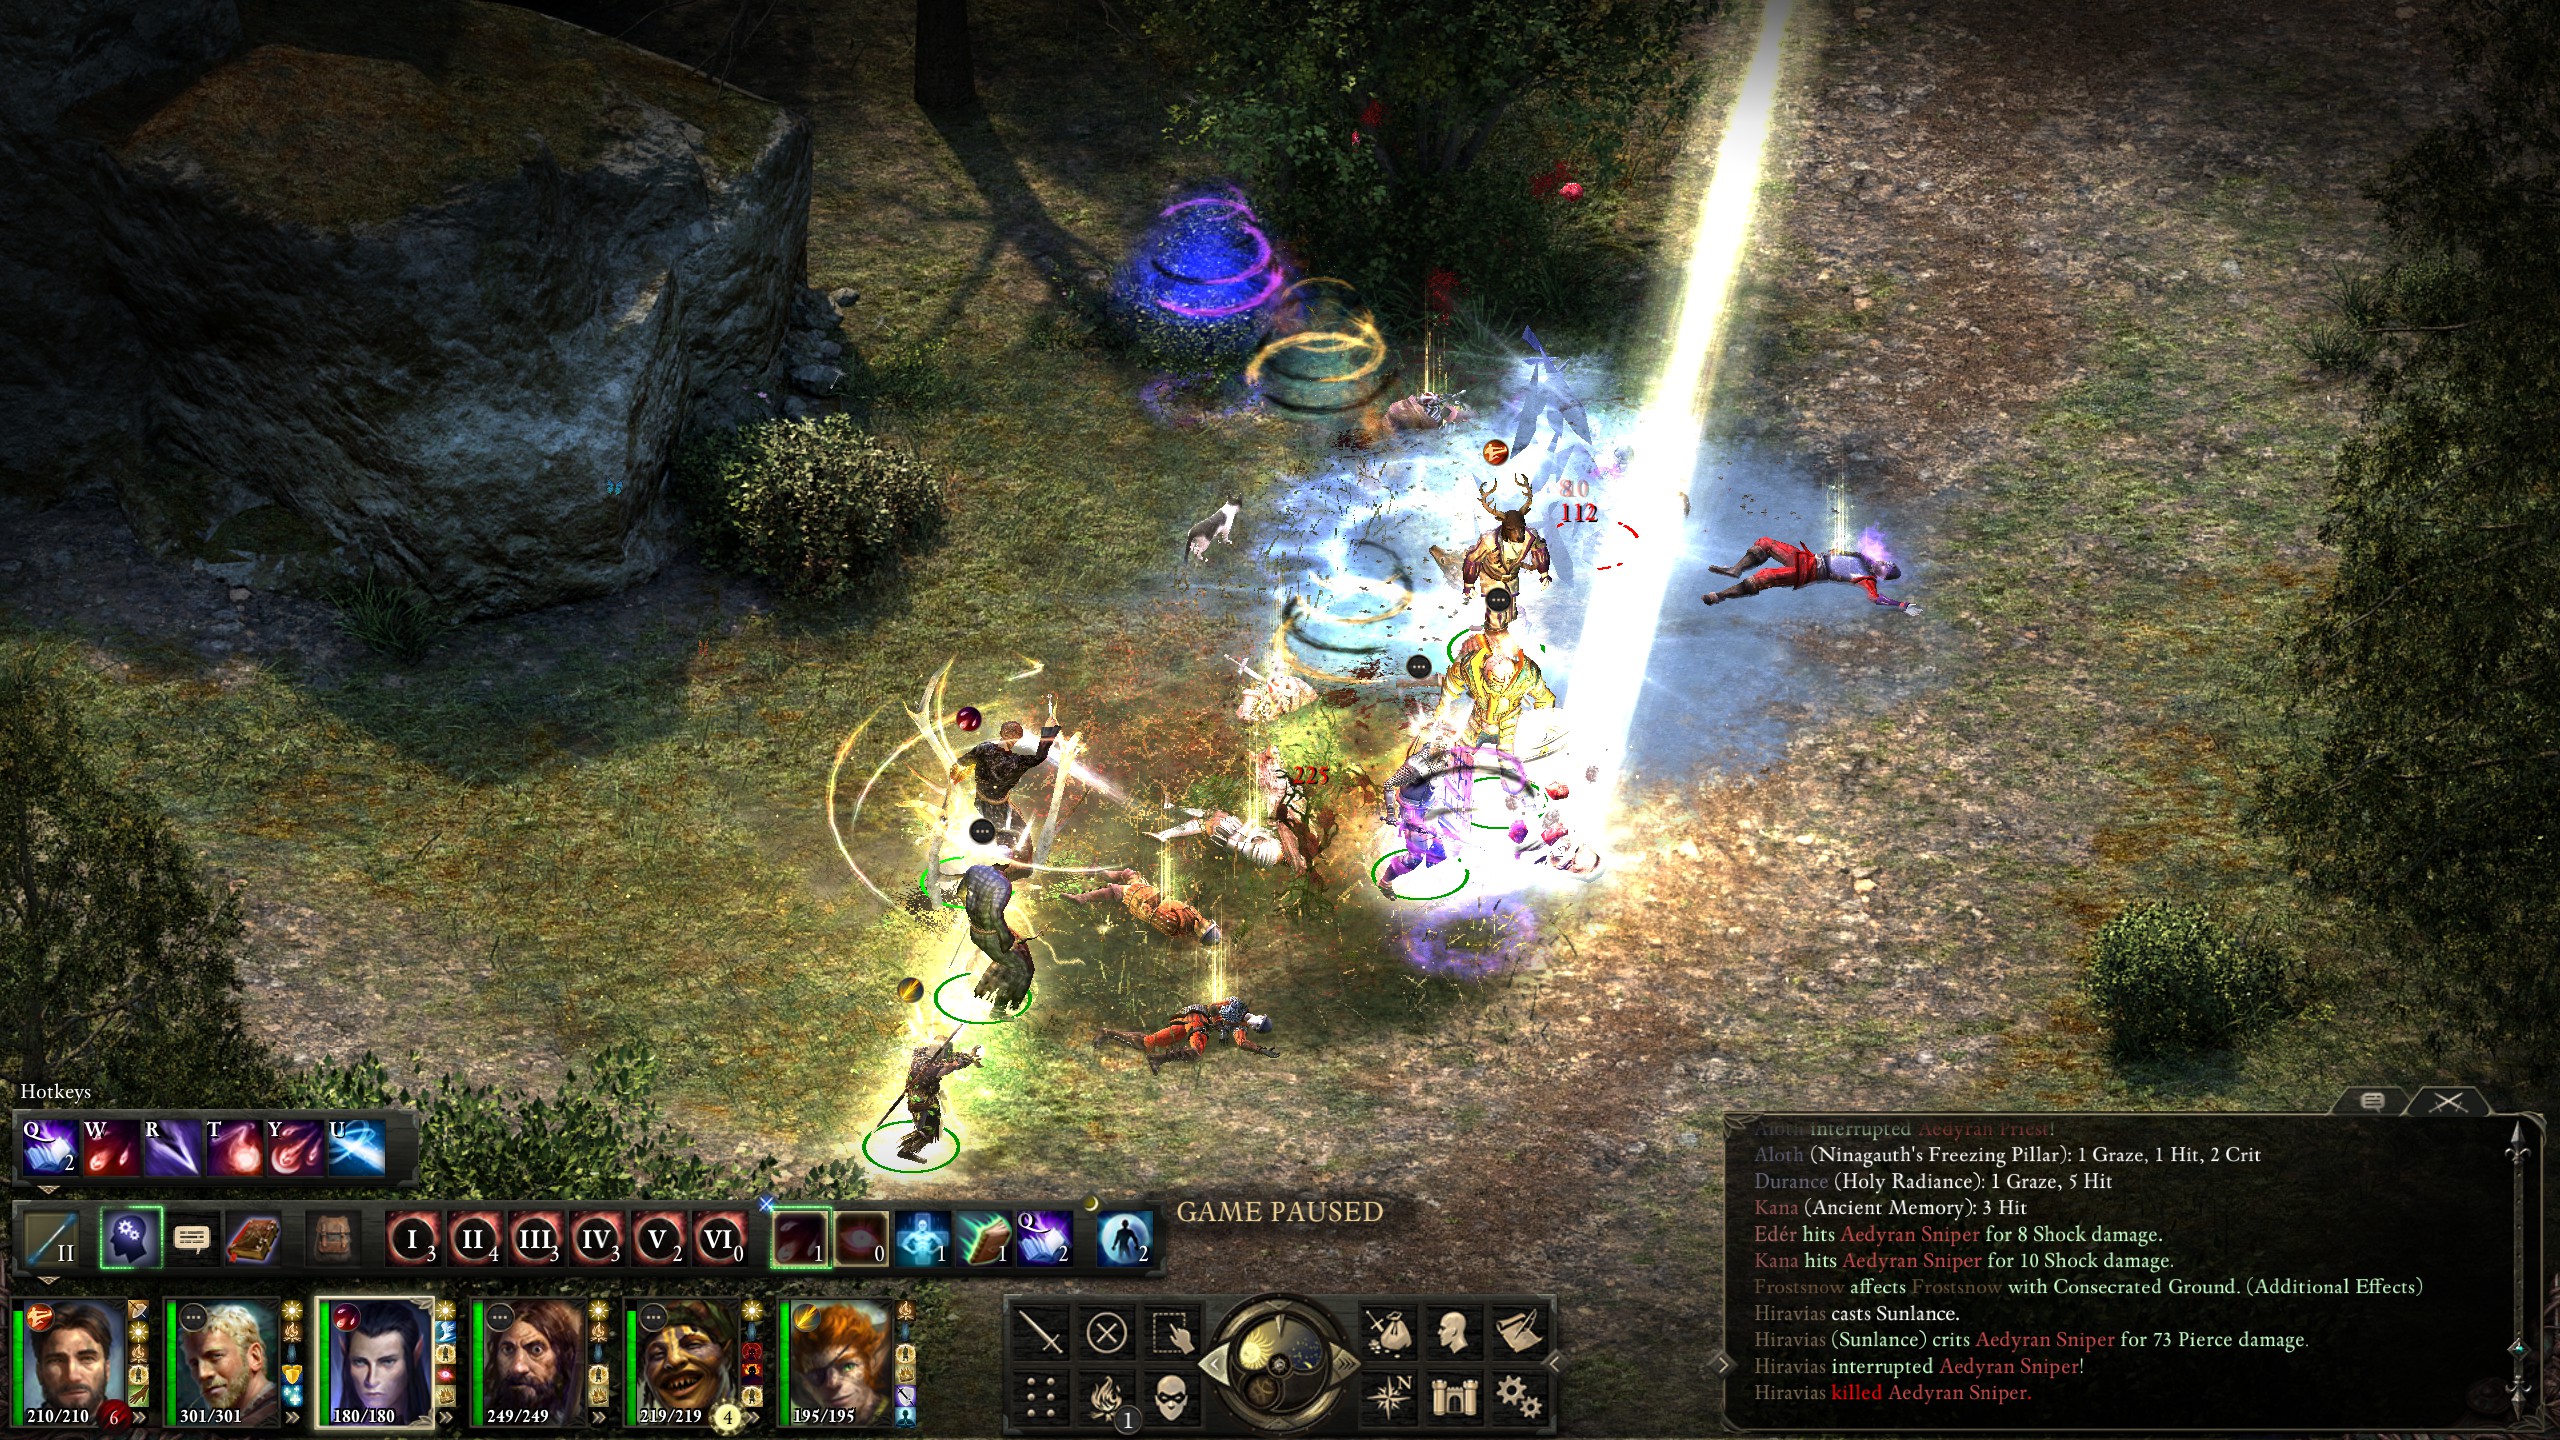 810
112
225
Hotkeys
Q W R T Y U
2
GAME PAUSED
II
I 3 II 4 III 3 IV 3 V 2 VI 0
1 0 1 1 Q 2 2
210/210 6
301/301
180/180
249/249
219/219 4
195/195
N
1
Aloth interrupted Aedyran Priest!
Aloth (Ninagauth's Freezing Pillar): 1 Graze, 1 Hit, 2 Crit
Durance (Holy Radiance): 1 Graze, 5 Hit
Kana (Ancient Memory): 3 Hit
Edér hits Aedyran Sniper for 8 Shock damage.
Kana hits Aedyran Sniper for 10 Shock damage.
Frostsnow affects Frostsnow with Consecrated Ground. (Additional Effects)
Hiravias casts Sunlance.
Hiravias (Sunlance) crits Aedyran Sniper for 73 Pierce damage.
Hiravias interrupted Aedyran Sniper!
Hiravias killed Aedyran Sniper.